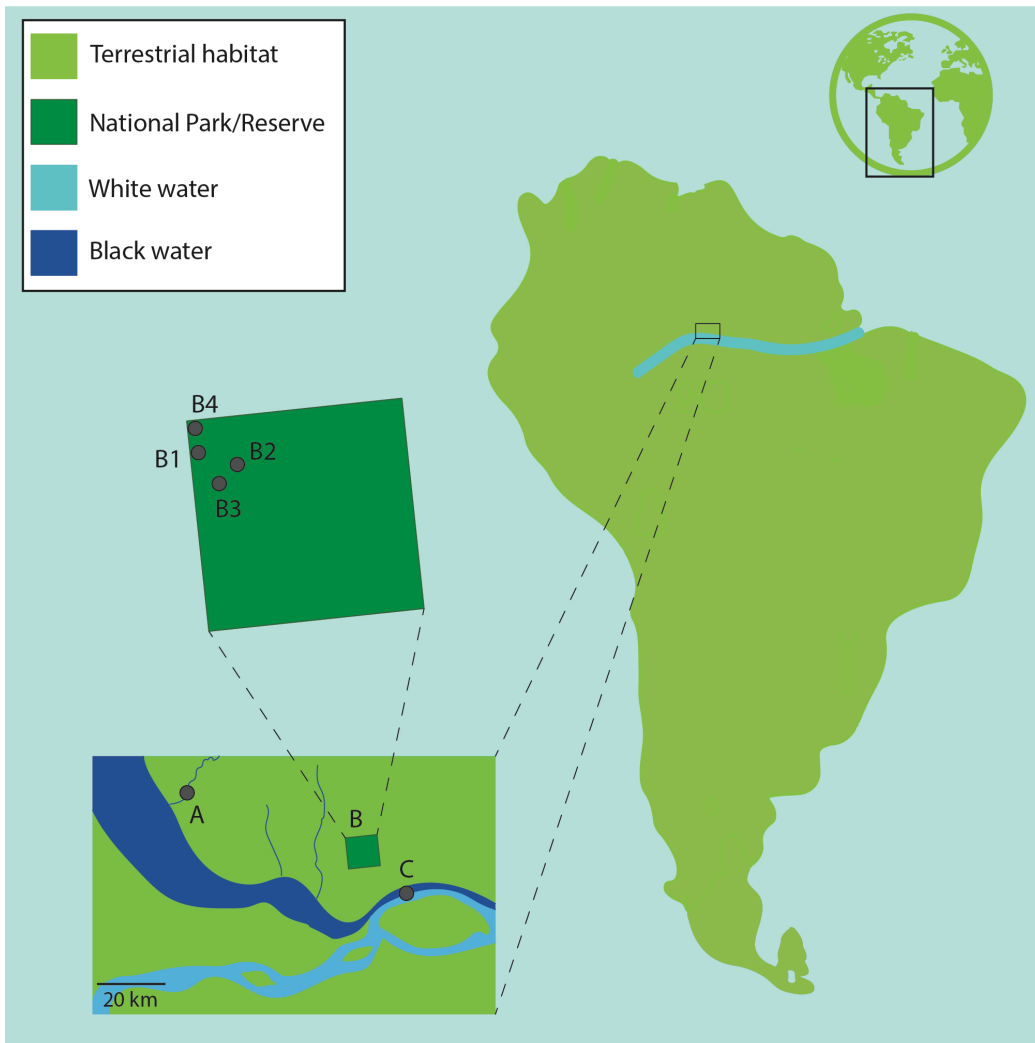 Terrestrial habitat
National Park/Reserve
White water
Black water
B4
B1
B2
B3
A
B
C
20 km